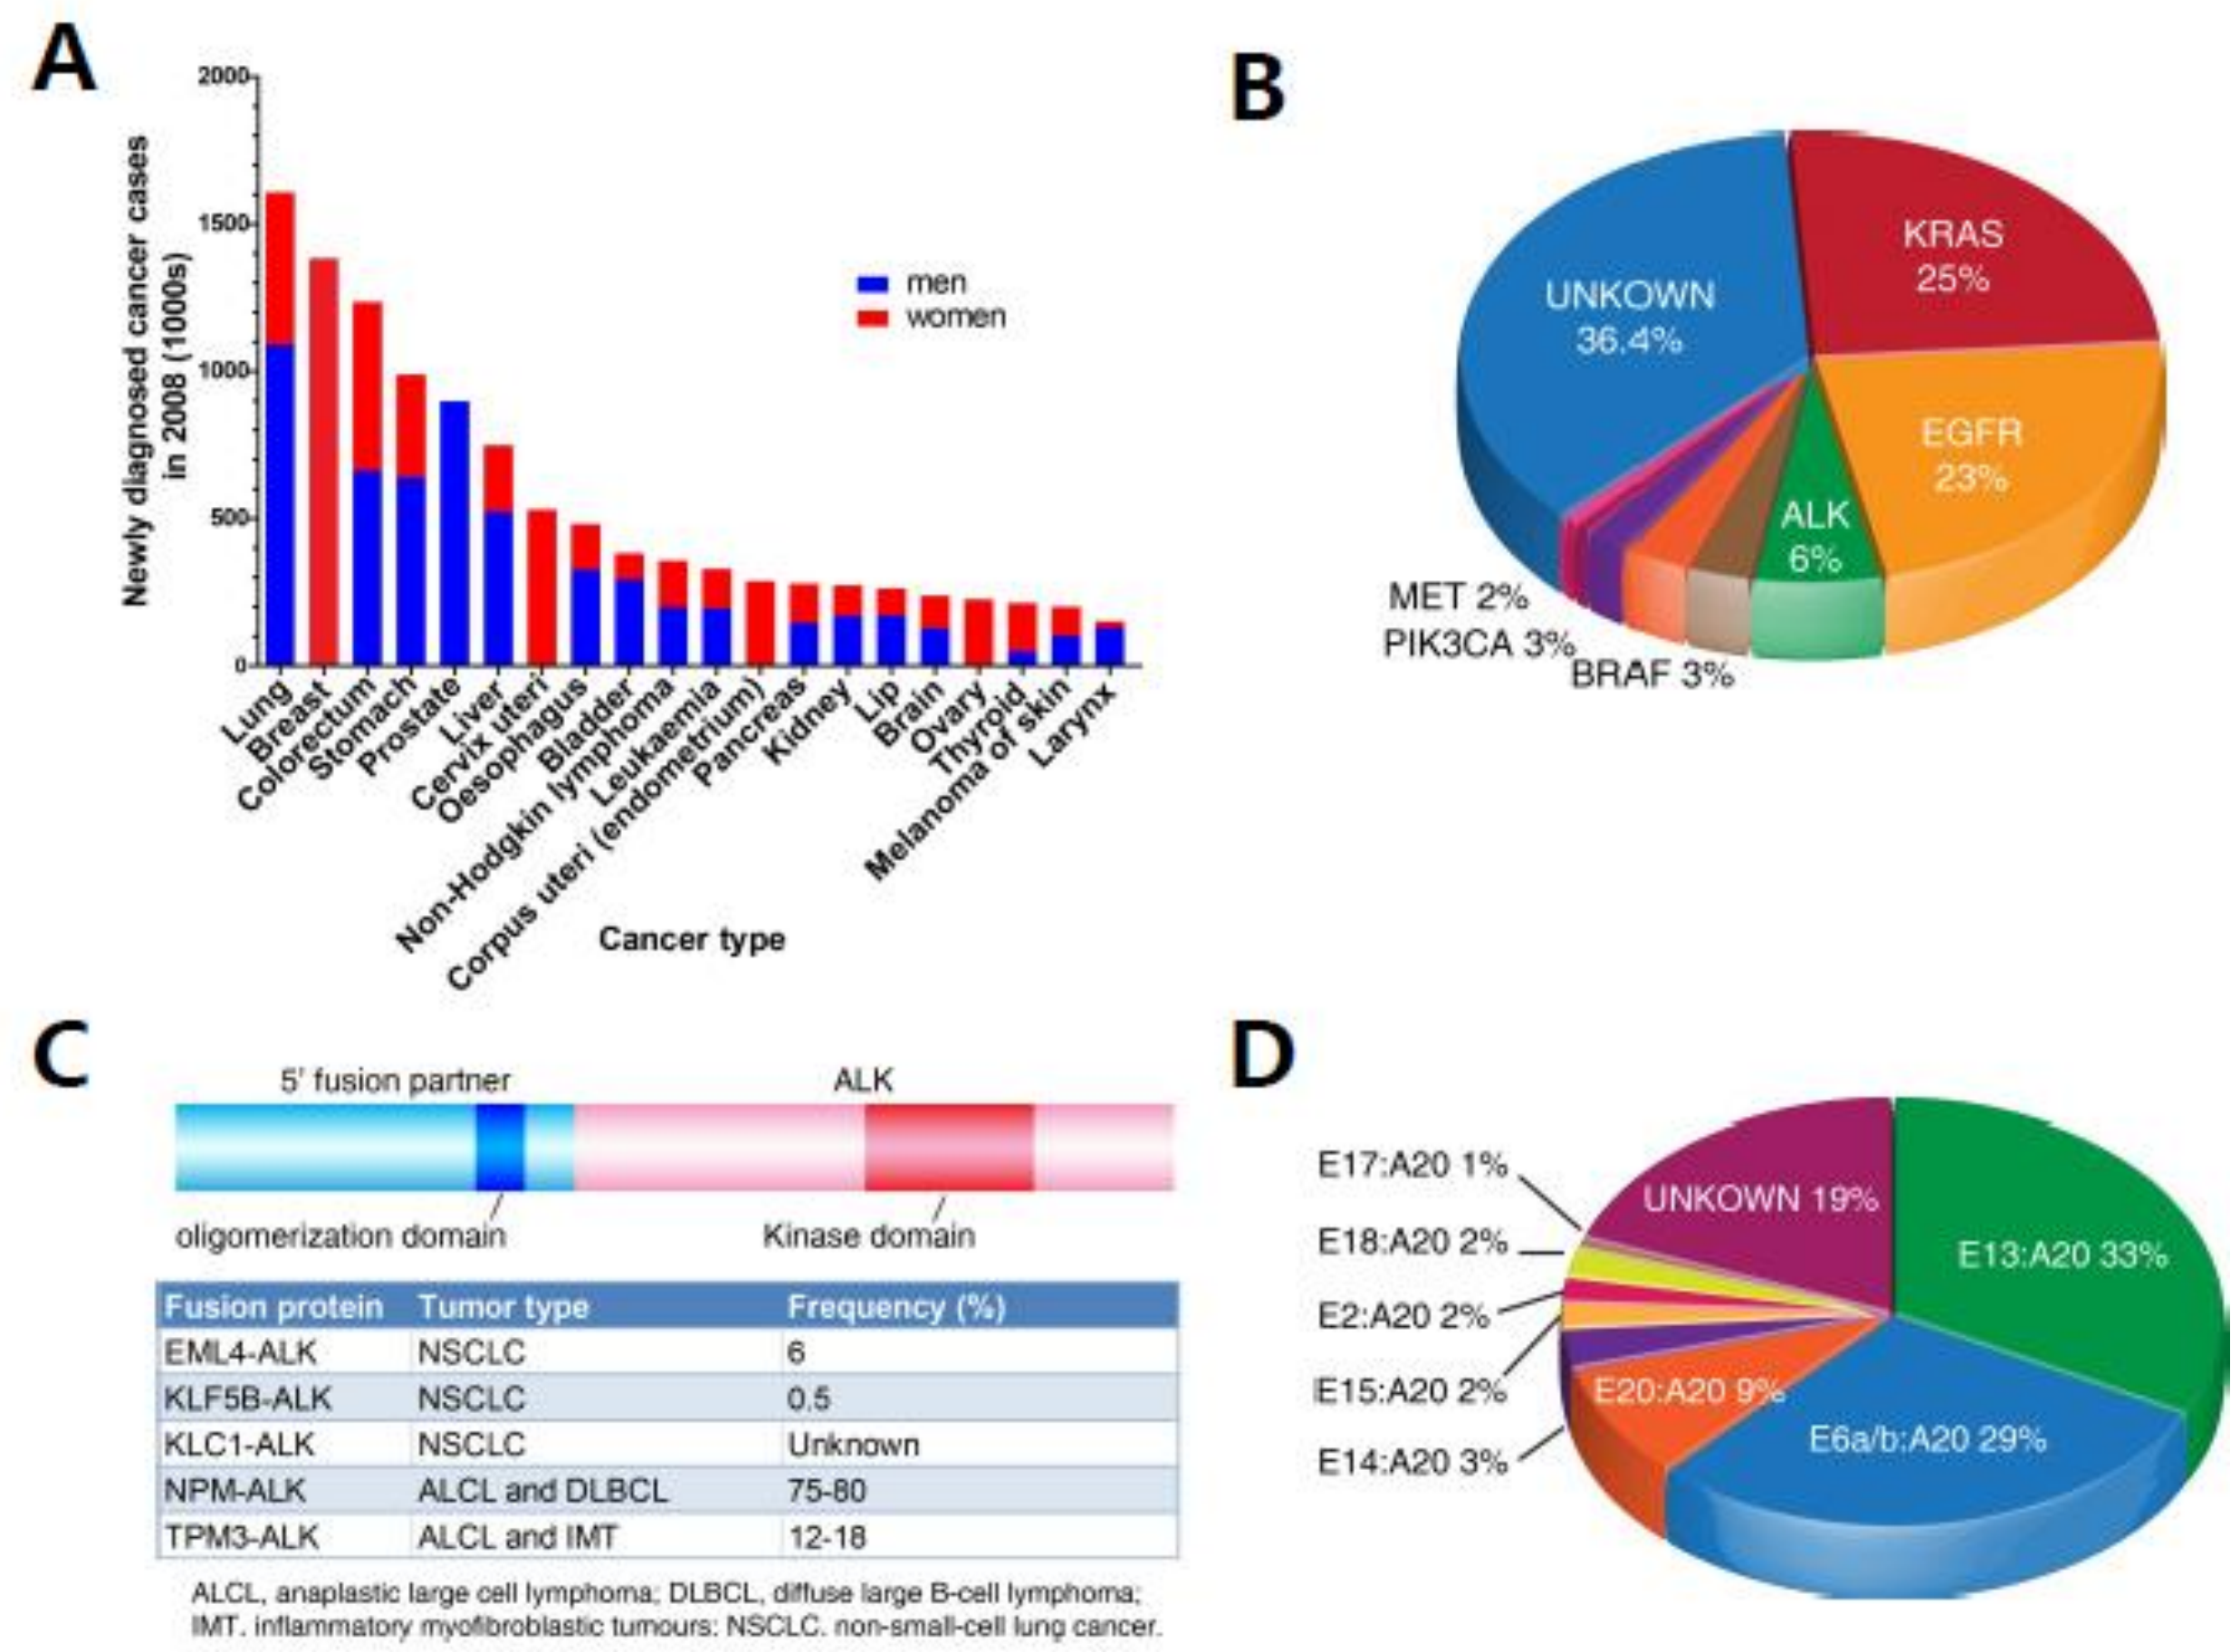 A
2000
1500
1000
500
0
Newly diagnosed cancer cases
in 2008 (1000s)
men
women
Lung
Breast
Colorectum
Stomach
Prostate
Liver
Cervix uteri
Oesophagus
Bladder
Non-Hodgkin lymphoma
Leukaemia
Corpus uteri (endometrium)
Pancreas
Kidney
Lip
Brain
Ovary
Thyroid
Melanoma of skin
Larynx
Cancer type
B
KRAS
25%
UNKOWN
36.4%
EGFR
23%
ALK
6%
MET 2%
PIK3CA 3%
BRAF 3%
C
5' fusion partner
ALK
oligomerization domain
Kinase domain
Fusion protein Tumor type Frequency (%)
EML4-ALK NSCLC 6
KLF5B-ALK NSCLC 0.5
KLC1-ALK NSCLC Unknown
NPM-ALK ALCL and DLBCL 75-80
TPM3-ALK ALCL and IMT 12-18
ALCL, anaplastic large cell lymphoma; DLBCL, diffuse large B-cell lymphoma;
IMT. inflammatory myofibroblastic tumours: NSCLC. non-small-cell lung cancer.
D
E17:A20 1%
UNKOWN 19%
E18:A20 2%
E13:A20 33%
E2:A20 2%
E15:A20 2%
E20:A20 9%
E6a/b:A20 29%
E14:A20 3%